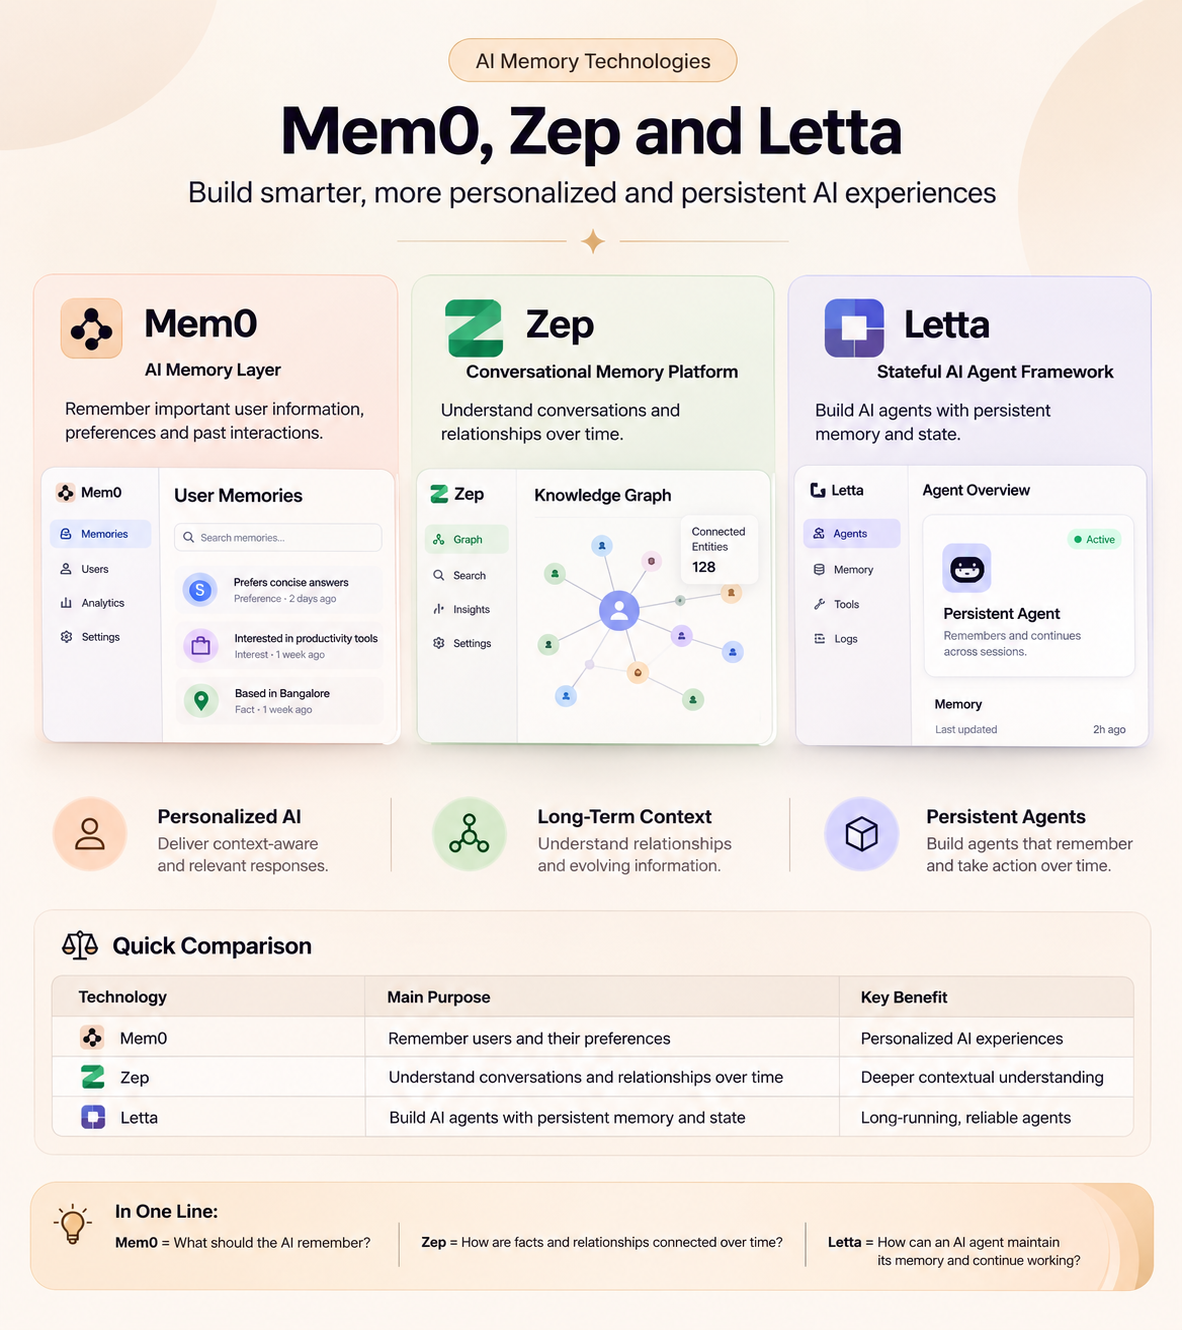 AI Memory Technologies
Mem0, Zep and Letta
Build smarter, more personalized and persistent AI experiences
Mem0
AI Memory Layer
Remember important user information,
preferences and past interactions.
Mem0
Memories
Users
Analytics
Settings
User Memories
Search memories...
S
Prefers concise answers
Preference • 2 days ago
Interested in productivity tools
Interest • 1 week ago
Based in Bangalore
Fact • 1 week ago
Zep
Conversational Memory Platform
Understand conversations and
relationships over time.
Zep
Graph
Search
Insights
Settings
Knowledge Graph
Connected
Entities
128
Letta
Stateful AI Agent Framework
Build AI agents with persistent
memory and state.
Letta
Agents
Memory
Tools
Logs
Agent Overview
Active
Persistent Agent
Remembers and continues
across sessions.
Memory
Last updated 2h ago
Personalized AI
Deliver context-aware
and relevant responses.
Long-Term Context
Understand relationships
and evolving information.
Persistent Agents
Build agents that remember
and take action over time.
Quick Comparison
Technology Main Purpose Key Benefit
Mem0 Remember users and their preferences Personalized AI experiences
Zep Understand conversations and relationships over time Deeper contextual understanding
Letta Build AI agents with persistent memory and state Long-running, reliable agents
In One Line:
Mem0 = What should the AI remember?
Zep = How are facts and relationships connected over time?
Letta = How can an AI agent maintain
its memory and continue working?